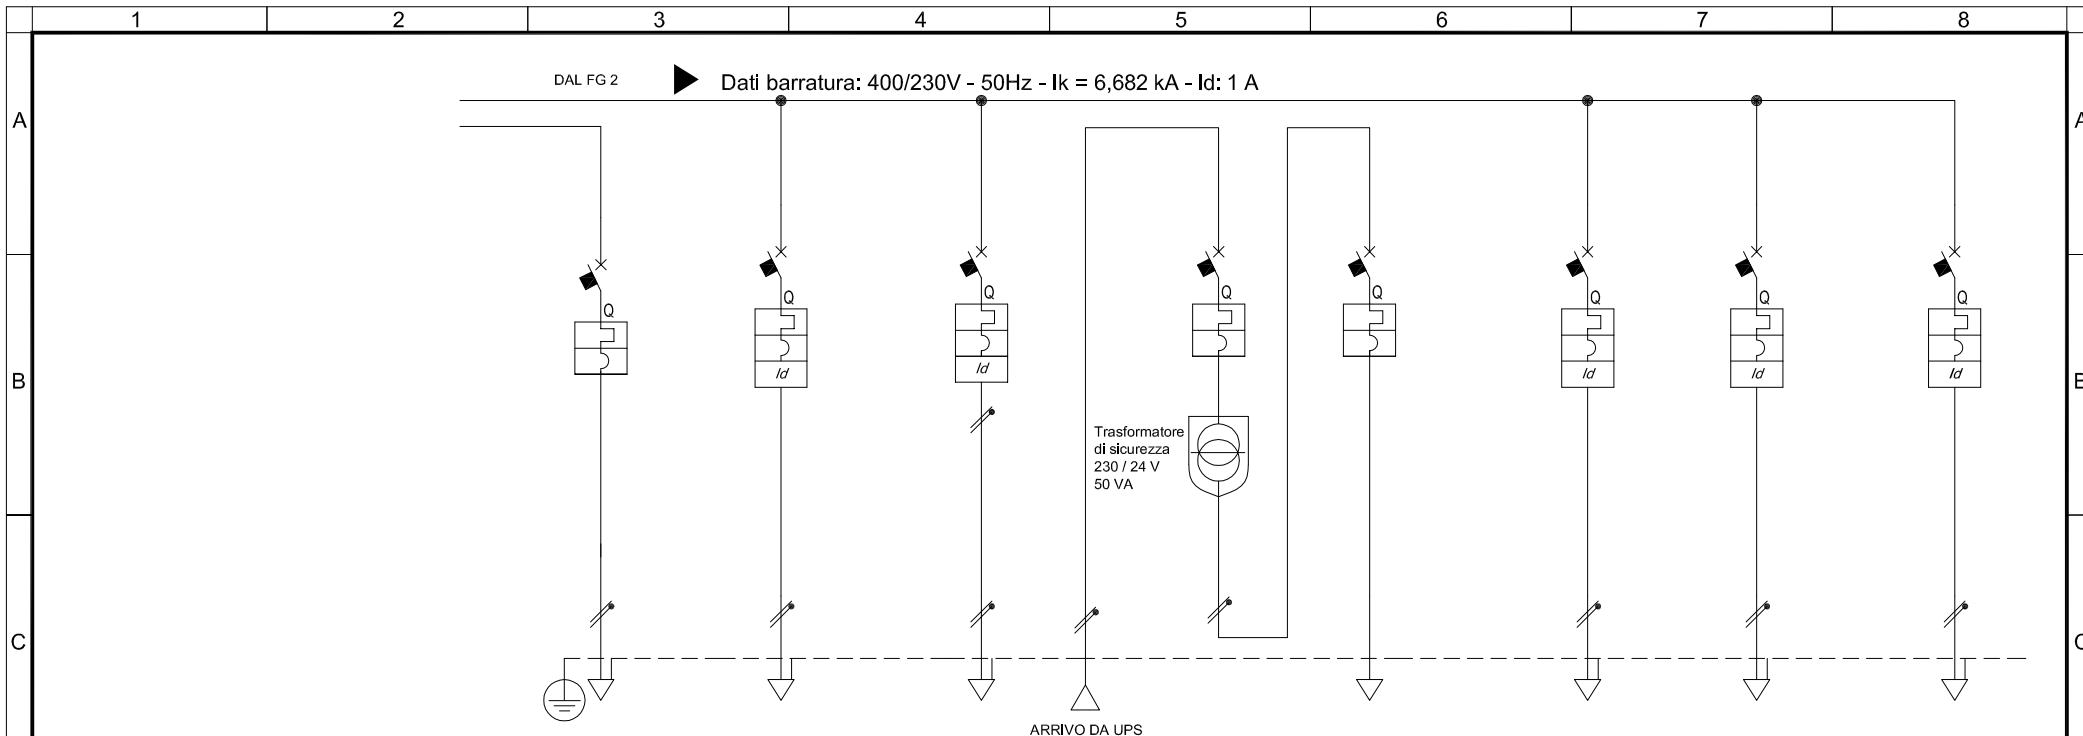 1 2 3 4 5 6 7 8
DAL FG 2
Dati barratura: 400/230V - 50Hz - Ik = 6,682 kA - Id: 1 A
A A
Q Q Q Q Q Q Q Q
Id Id Id Id Id
B B
Trasformatore
di sicurezza
230 / 24 V
50 VA
C C
ARRIVO DA UPS